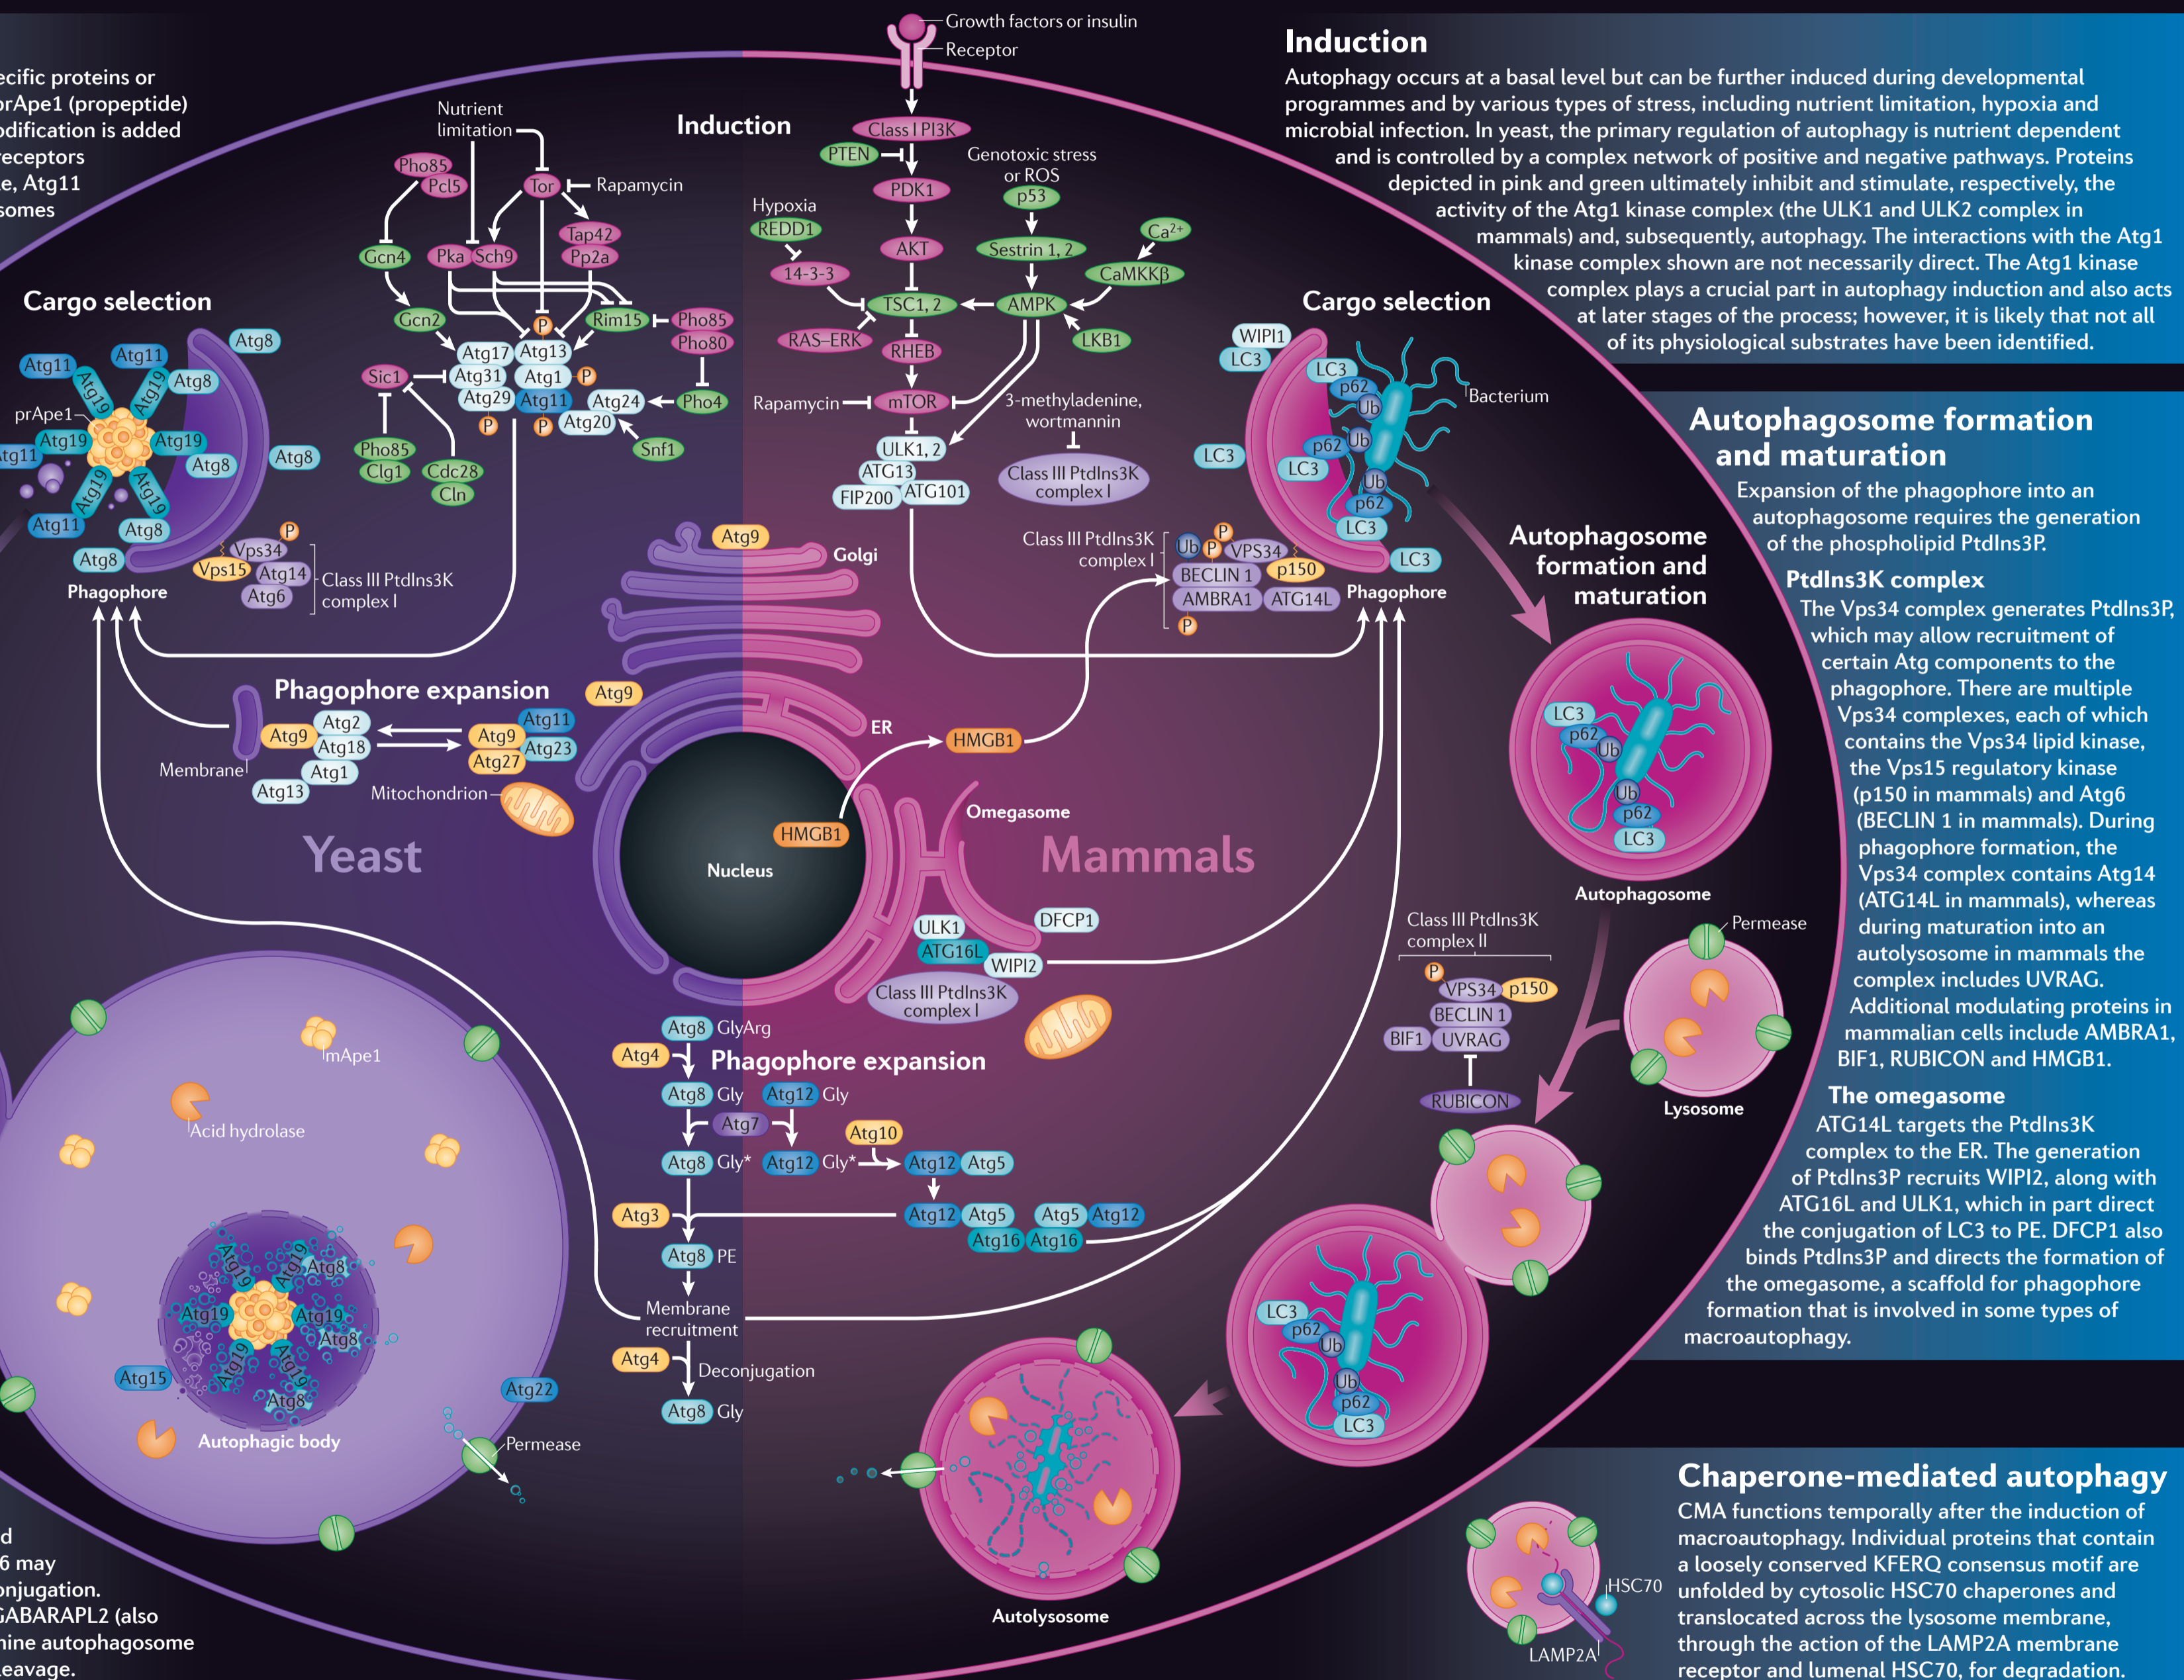 ecific proteins or
prApe1 (propeptide)
odification is added
receptors
le, Atg11
somes
Growth factors or insulin
Receptor
Induction
Nutrient
limitation
Pho85
Pcl5
Tor
Rapamycin
Gcn4
Pka
Sch9
Tap42
Pp2a
Gcn2
P
Rim15
Pho85
Pho80
Atg17
Atg13
Sic1
Atg31
Atg1
P
Atg29
Atg11
Atg24
Pho4
P
P
Atg20
Snf1
Pho85
Clg1
Cdc28
Cln
Class I PI3K
PTEN
Genotoxic stress
or ROS
PDK1
p53
Hypoxia
REDD1
AKT
Sestrin 1, 2
Ca²⁺
14-3-3
CaMKKβ
TSC1, 2
AMPK
RAS–ERK
RHEB
LKB1
Rapamycin
mTOR
3-methyladenine,
wortmannin
ULK1, 2
ATG13
FIP200
ATG101
Class III PtdIns3K
complex I
Cargo selection
Atg8
Atg11
Atg11
Atg19
Atg19
Atg8
prApe1
Atg19
Atg19
Atg11
Atg8
Atg8
Atg19
Atg19
Atg11
Atg8
Atg8
P
Vps34
Vps15
Atg14
Atg6
Class III PtdIns3K
complex I
Phagophore
Cargo selection
WIPI1
LC3
LC3
p62
Ub
Bacterium
LC3
p62
Ub
LC3
Ub
p62
LC3
LC3
Class III PtdIns3K
complex I
Ub
P
P
VPS34
BECLIN 1
p150
AMBRA1
ATG14L
P
Phagophore
Atg9
Golgi
Atg9
ER
HMGB1
HMGB1
Nucleus
Phagophore expansion
Atg9
Atg2
Atg18
Atg1
Atg13
Membrane
Atg11
Atg9
Atg23
Atg27
Mitochondrion
Yeast
Mammals
Omegasome
ULK1
DFCP1
ATG16L
WIPI2
Class III PtdIns3K
complex I
Autophagosome
formation and
maturation
LC3
p62
Ub
Ub
p62
LC3
Autophagosome
Class III PtdIns3K
complex II
P
VPS34
p150
BECLIN 1
BIF1
UVRAG
RUBICON
Permease
Lysosome
Atg8 GlyArg
Atg4
Phagophore expansion
Atg8 Gly
Atg12 Gly
Atg7
Atg10
Atg8 Gly*
Atg12 Gly*
Atg12 Atg5
Atg3
Atg12 Atg5
Atg5 Atg12
Atg16 Atg16
Atg8 PE
Membrane
recruitment
Atg4
Deconjugation
Atg8 Gly
mApe1
Acid hydrolase
Atg19
Atg19
Atg8
Atg19
Atg19
Atg8
Atg19
Atg19
Atg8
Atg15
Atg22
Autophagic body
Permease
LC3
p62
Ub
Ub
p62
LC3
Autolysosome
d
6 may
onjugation.
GABARAPL2 (also
mine autophagosome
leavage.
Induction
Autophagy occurs at a basal level but can be further induced during developmental
programmes and by various types of stress, including nutrient limitation, hypoxia and
microbial infection. In yeast, the primary regulation of autophagy is nutrient dependent
and is controlled by a complex network of positive and negative pathways. Proteins
depicted in pink and green ultimately inhibit and stimulate, respectively, the
activity of the Atg1 kinase complex (the ULK1 and ULK2 complex in
mammals) and, subsequently, autophagy. The interactions with the Atg1
kinase complex shown are not necessarily direct. The Atg1 kinase
complex plays a crucial part in autophagy induction and also acts
at later stages of the process; however, it is likely that not all
of its physiological substrates have been identified.
Autophagosome formation
and maturation
Expansion of the phagophore into an
autophagosome requires the generation
of the phospholipid PtdIns3P.
PtdIns3K complex
The Vps34 complex generates PtdIns3P,
which may allow recruitment of
certain Atg components to the
phagophore. There are multiple
Vps34 complexes, each of which
contains the Vps34 lipid kinase,
the Vps15 regulatory kinase
(p150 in mammals) and Atg6
(BECLIN 1 in mammals). During
phagophore formation, the
Vps34 complex contains Atg14
(ATG14L in mammals), whereas
during maturation into an
autolysosome in mammals the
complex includes UVRAG.
Additional modulating proteins in
mammalian cells include AMBRA1,
BIF1, RUBICON and HMGB1.
The omegasome
ATG14L targets the PtdIns3K
complex to the ER. The generation
of PtdIns3P recruits WIPI2, along with
ATG16L and ULK1, which in part direct
the conjugation of LC3 to PE. DFCP1 also
binds PtdIns3P and directs the formation of
the omegasome, a scaffold for phagophore
formation that is involved in some types of
macroautophagy.
Chaperone-mediated autophagy
CMA functions temporally after the induction of
macroautophagy. Individual proteins that contain
a loosely conserved KFERQ consensus motif are
unfolded by cytosolic HSC70 chaperones and
translocated across the lysosome membrane,
through the action of the LAMP2A membrane
receptor and lumenal HSC70, for degradation.
HSC70
LAMP2A